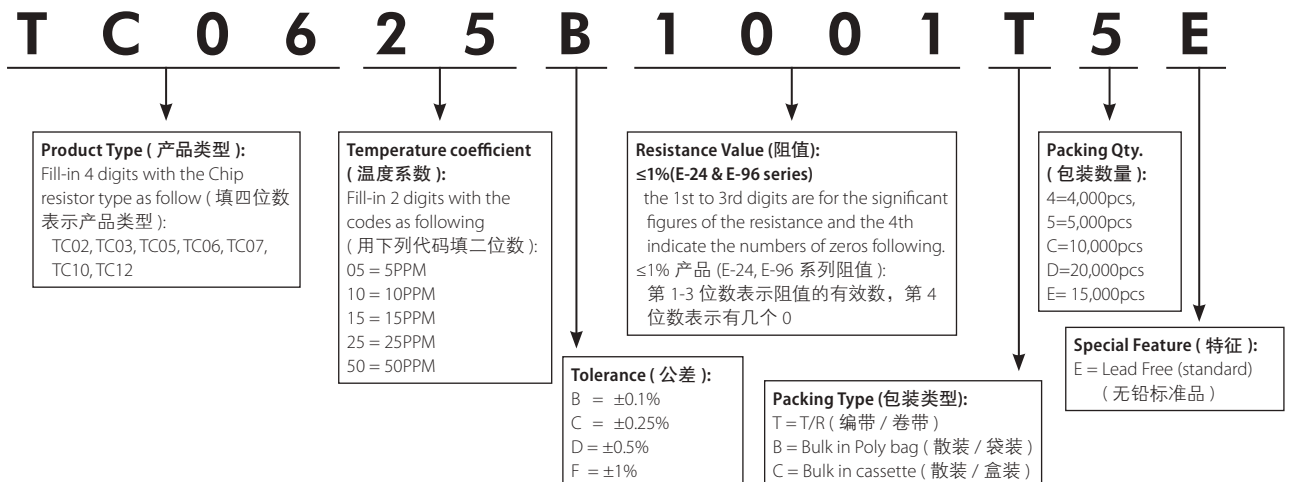 T C 0 6 2 5 B 1 0 0 1 T 5 E
Product Type ( 产品类型 ):
Fill-in 4 digits with the Chip
resistor type as follow ( 填四位数
表示产品类型 ):
TC02, TC03, TC05, TC06, TC07,
TC10, TC12
Temperature coefficient
( 温度系数 ):
Fill-in 2 digits with the
codes as following
( 用下列代码填二位数 ):
05 = 5PPM
10 = 10PPM
15 = 15PPM
25 = 25PPM
50 = 50PPM
Tolerance ( 公差 ):
B = ±0.1%
C = ±0.25%
D = ±0.5%
F = ±1%
Resistance Value (阻值):
≤1%(E-24 & E-96 series)
the 1st to 3rd digits are for the significant
figures of the resistance and the 4th
indicate the numbers of zeros following.
≤1% 产品 (E-24, E-96 系列阻值 ):
第 1-3 位数表示阻值的有效数，第 4
位数表示有几个 0
Packing Type (包装类型):
T = T/R ( 编带 / 卷带 )
B = Bulk in Poly bag ( 散装 / 袋装 )
C = Bulk in cassette ( 散装 / 盒装 )
Packing Qty.
( 包装数量 ):
4=4,000pcs,
5=5,000pcs
C=10,000pcs
D=20,000pcs
E= 15,000pcs
Special Feature ( 特征 ):
E = Lead Free (standard)
( 无铅标准品 )